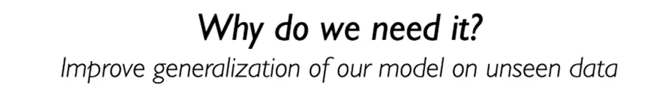 Why do we need it?
Improve generalization of our model on unseen data